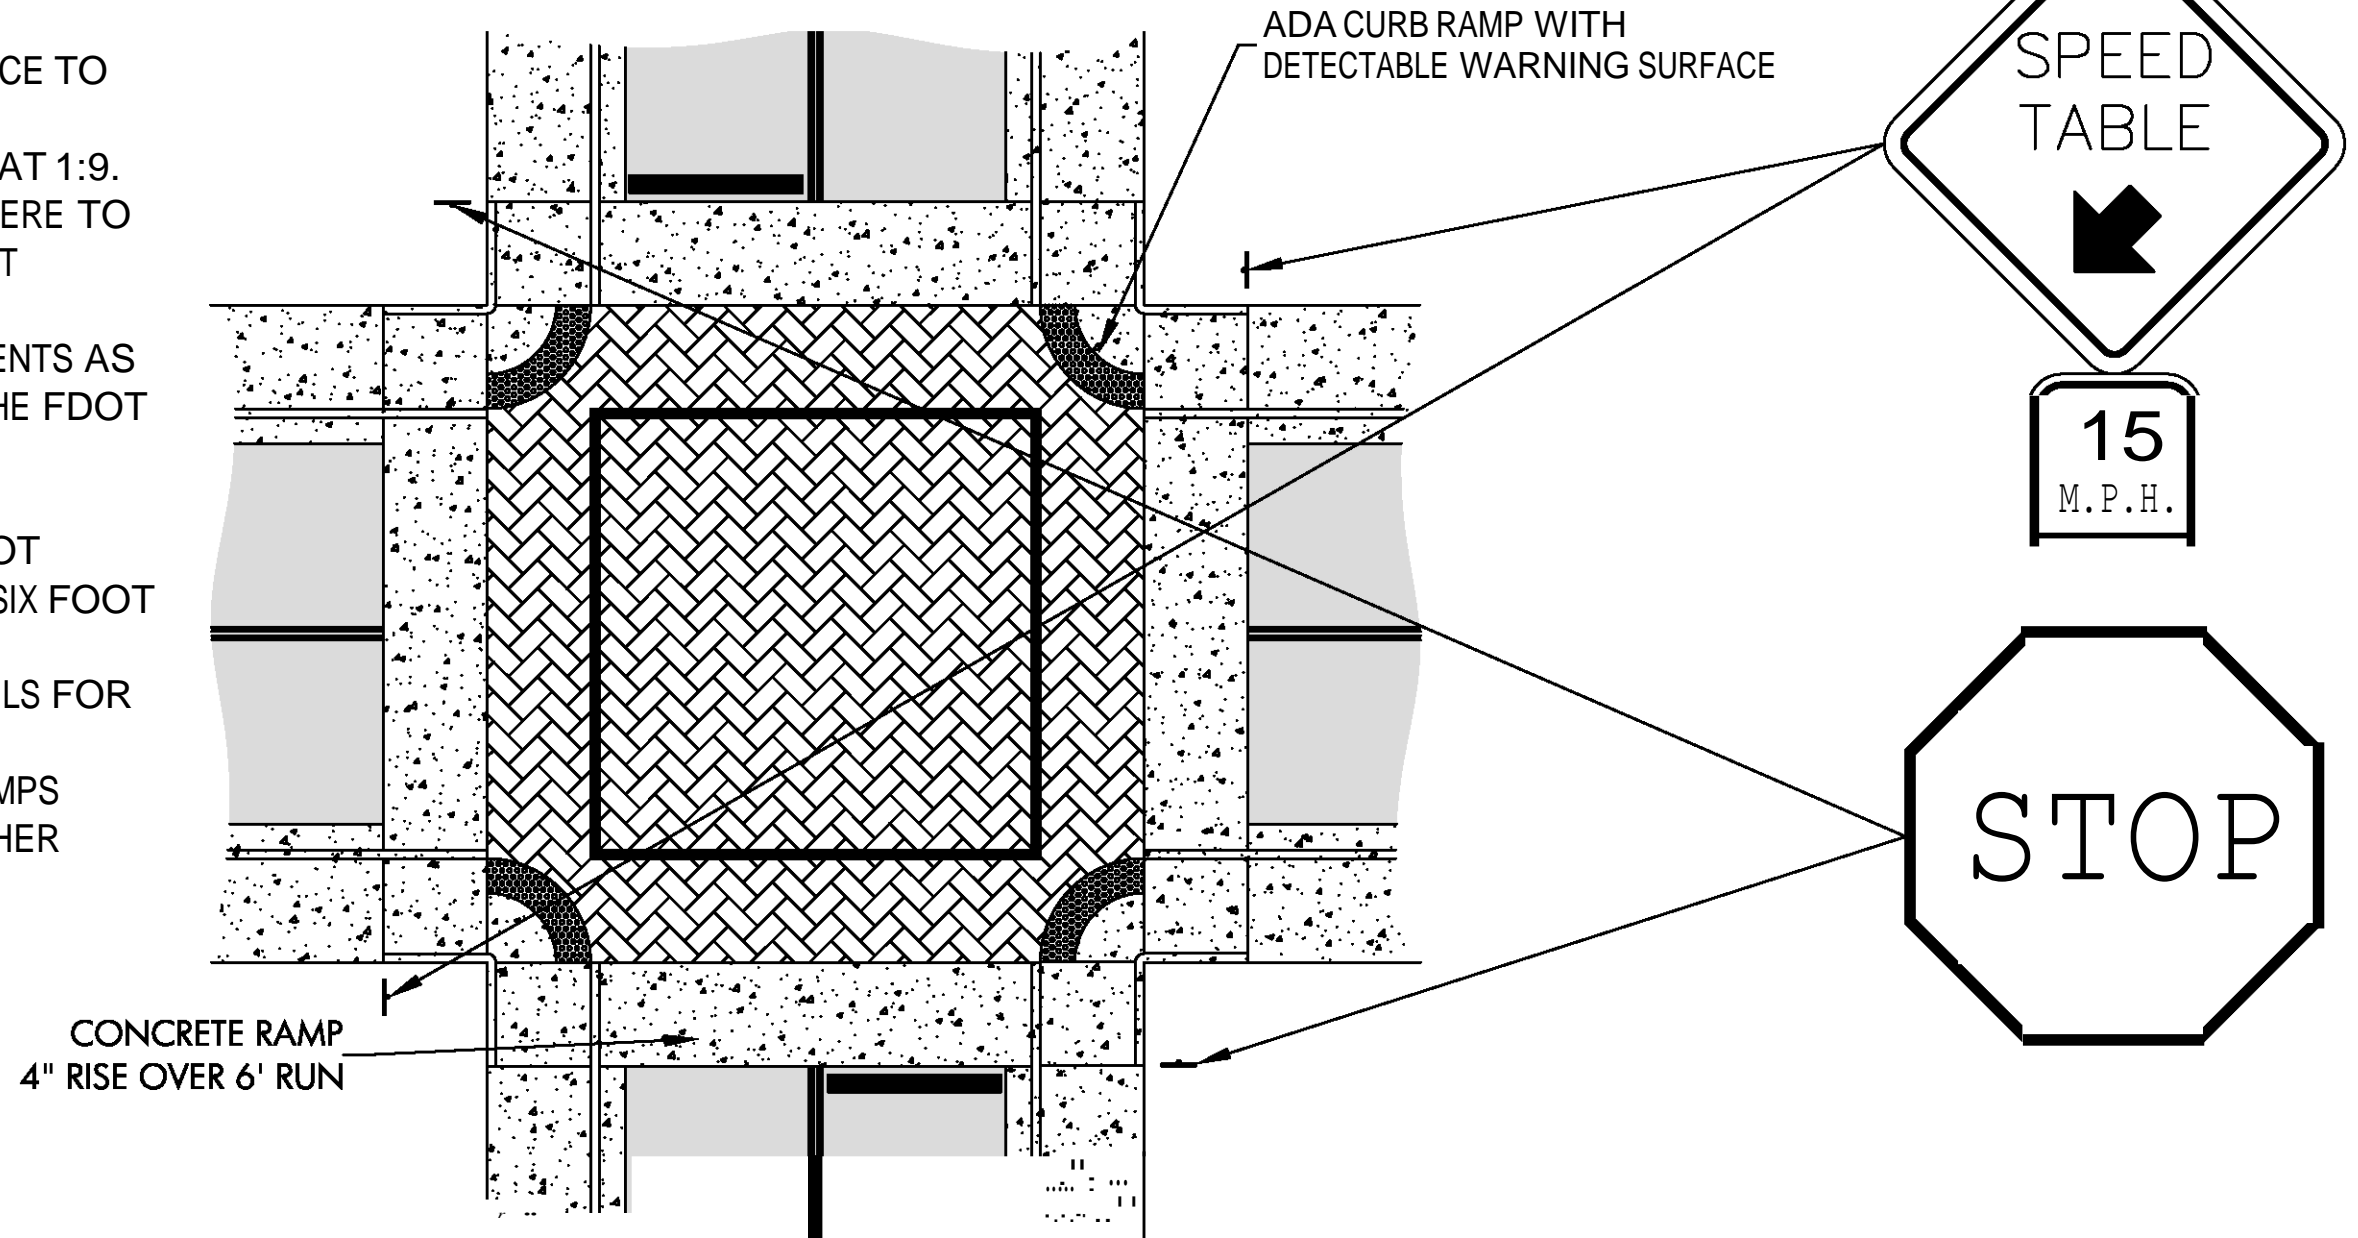 CE TO
AT 1:9.
ERE TO
T
ENTS AS
HE FDOT
OT
SIX FOOT
LS FOR
MPS
HER
ADA CURB RAMP WITH
DETECTABLE WARNING SURFACE
CONCRETE RAMP
4" RISE OVER 6' RUN
SPEED
TABLE
15
M.P.H.
STOP